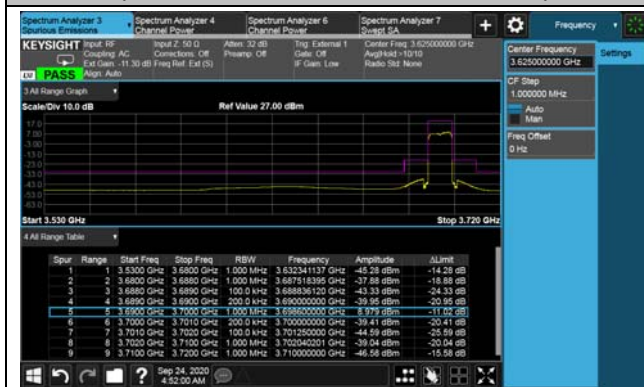 Spectrum Analyzer 3
Spurious Emissions
Spectrum Analyzer 4
Channel Power
Spectrum Analyzer 6
Channel Power
Spectrum Analyzer 7
Swept SA
+
Frequency
KEYSIGHT
Input: RF
Coupling: AC
Ext Gain: -11.30 dB
Align: Auto
Input Z: 50 Ω
Corrections: Off
Freq Ref: Ext (S)
Atten: 32 dB
Preamp: Off
Trig: External 1
Gate: Off
IF Gain: Low
Center Freq: 3.625000000 GHz
Avg|Hold:>10/10
Radio Std: None
LXI
PASS
Center Frequency
3.625000000 GHz
Settings
CF Step
1.000000 MHz
Auto
Man
Freq Offset
0 Hz
3 All Range Graph
Scale/Div 10.0 dB
Ref Value 27.00 dBm
17.0
7.00
-3.00
-13.0
-23.0
-33.0
-43.0
-53.0
-63.0
Start 3.530 GHz
Stop 3.720 GHz
4 All Range Table
Spur Range Start Freq Stop Freq RBW Frequency Amplitude ΔLimit
1 1 3.5300 GHz 3.6800 GHz 1.000 MHz 3.632341137 GHz -45.28 dBm -14.28 dB
2 2 3.6800 GHz 3.6880 GHz 1.000 MHz 3.687518395 GHz -37.88 dBm -18.88 dB
3 3 3.6880 GHz 3.6890 GHz 100.0 kHz 3.688836120 GHz -43.33 dBm -24.33 dB
4 4 3.6890 GHz 3.6900 GHz 200.0 kHz 3.690000000 GHz -39.95 dBm -20.95 dB
5 5 3.6900 GHz 3.7000 GHz 1.000 MHz 3.698600000 GHz 8.979 dBm -11.02 dB
6 6 3.7000 GHz 3.7010 GHz 200.0 kHz 3.700000000 GHz -39.41 dBm -20.41 dB
7 7 3.7010 GHz 3.7020 GHz 100.0 kHz 3.701250000 GHz -44.59 dBm -25.59 dB
8 8 3.7020 GHz 3.7100 GHz 1.000 MHz 3.702040201 GHz -39.04 dBm -20.04 dB
9 9 3.7100 GHz 3.7200 GHz 1.000 MHz 3.710000000 GHz -46.58 dBm -15.58 dB
?
Sep 24, 2020
4:52:00 AM